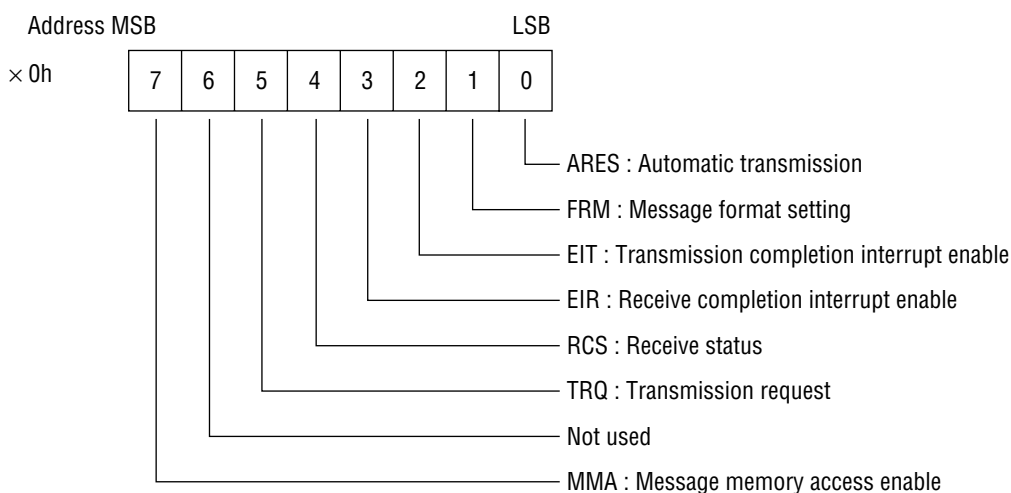 Address MSB LSB
× 0h 7 6 5 4 3 2 1 0
ARES : Automatic transmission
FRM : Message format setting
EIT : Transmission completion interrupt enable
EIR : Receive completion interrupt enable
RCS : Receive status
TRQ : Transmission request
Not used
MMA : Message memory access enable